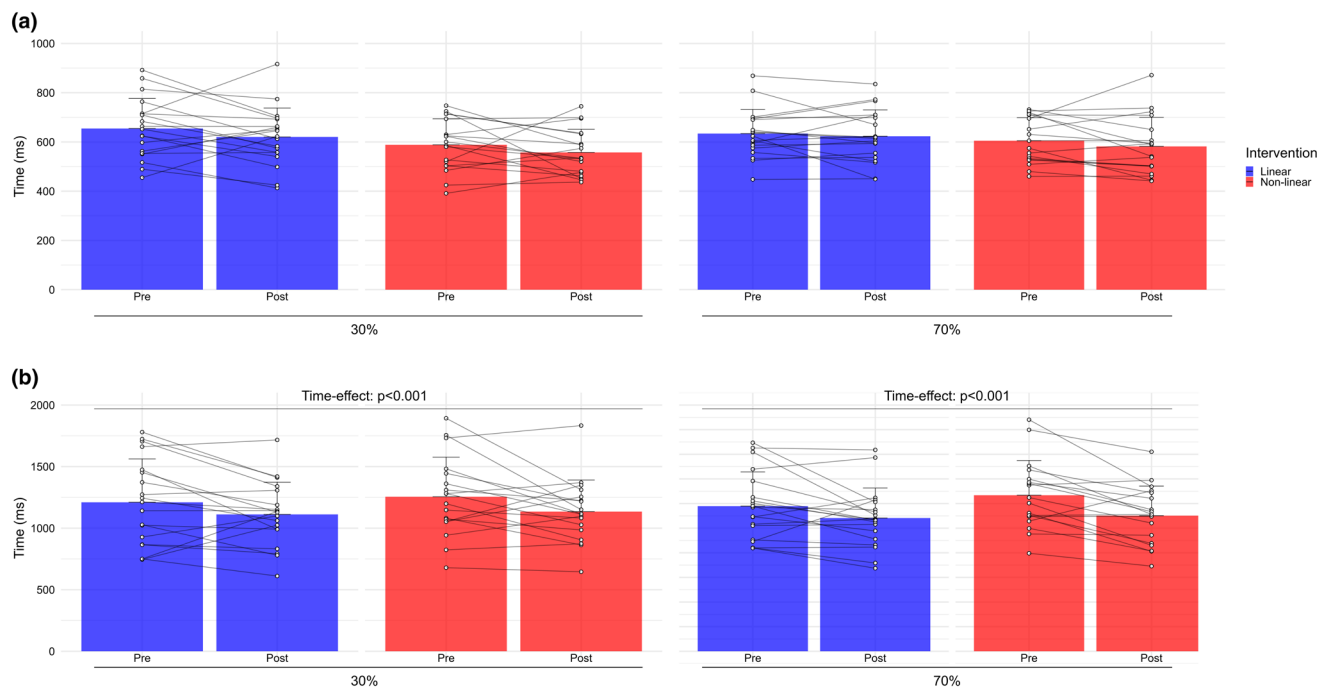 (a)
1000
800
600
400
200
0
Time (ms)
Pre Post Pre Post Pre Post Pre Post
30% 70%
Intervention
Linear
Non-linear
(b)
Time-effect: p<0.001 Time-effect: p<0.001
2000
1500
1000
500
0
Time (ms)
Pre Post Pre Post Pre Post Pre Post
30% 70%